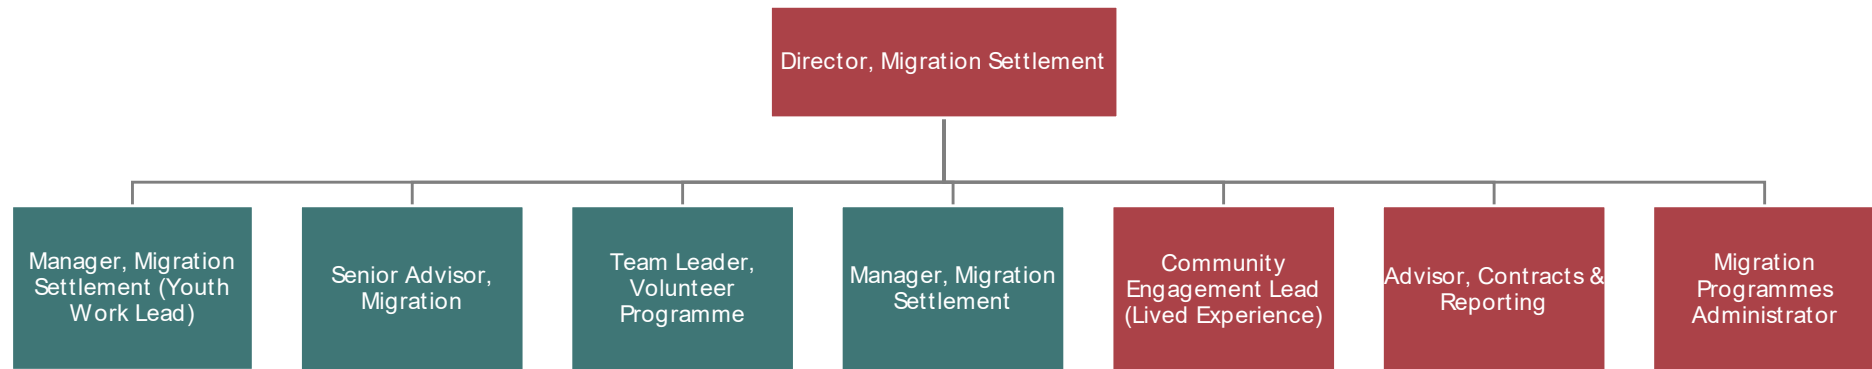 Director, Migration Settlement
Manager, Migration
Settlement (Youth
Work Lead)
Senior Advisor,
Migration
Team Leader,
Volunteer
Programme
Manager, Migration
Settlement
Community
Engagement Lead
(Lived Experience)
Advisor, Contracts &
Reporting
Migration
Programmes
Administrator